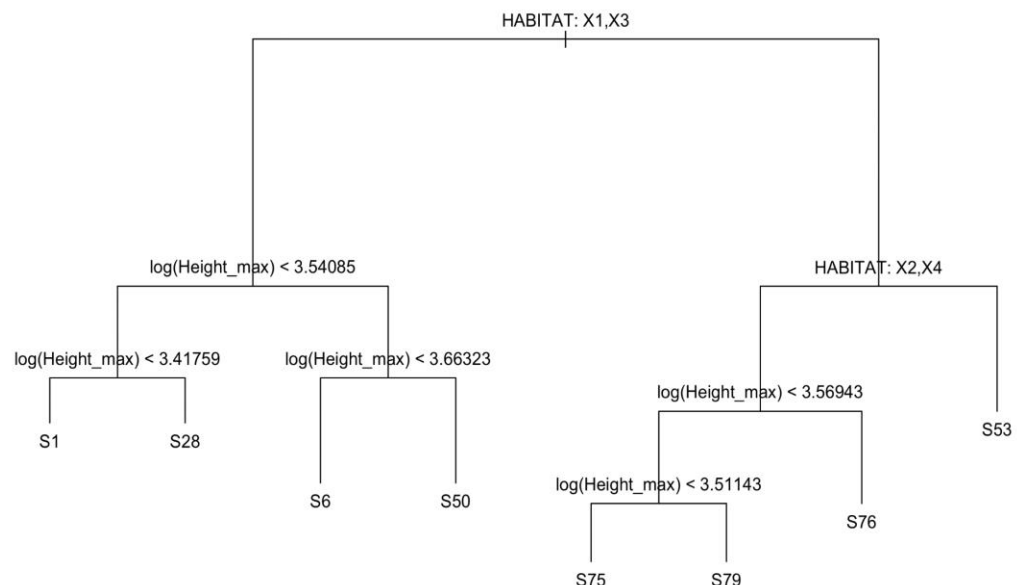 HABITAT: X1,X3
log(Height_max) < 3.54085
HABITAT: X2,X4
log(Height_max) < 3.41759
log(Height_max) < 3.66323
log(Height_max) < 3.56943
S1
S28
S53
log(Height_max) < 3.51143
S6
S50
S76
S75
S79